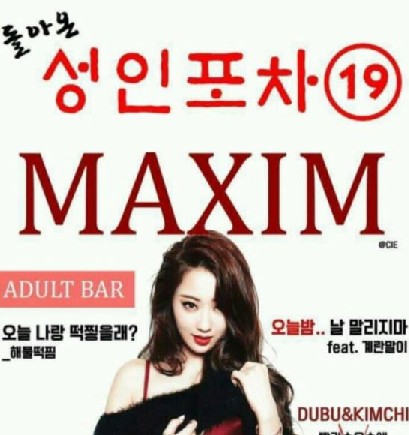 돌아온
성인포차 19
MAXIM
@CIE
ADULT BAR
오늘 나랑 떡찜올래?
_해물떡찜
오늘밤.. 날 말리지마
feat. 계란말이
DUBU&KIMCHI